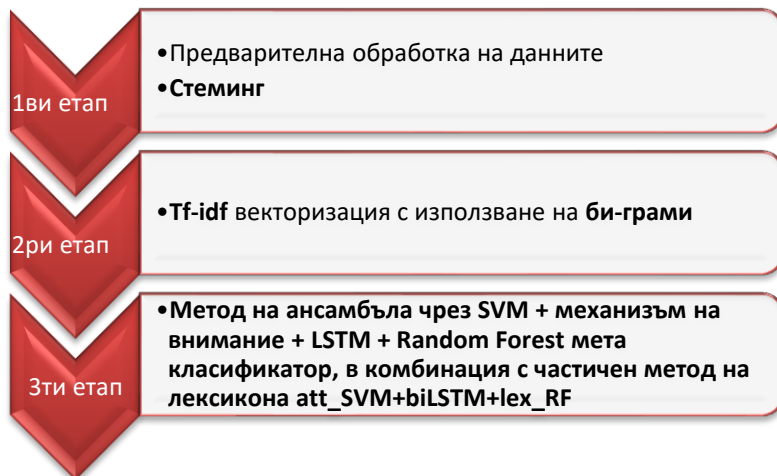 1ви етап
•Предварителна обработка на данните
•Стеминг
2ри етап
•Tf-idf векторизация с използване на би-грами
3ти етап
•Метод на ансамбъла чрез SVM + механизъм на
внимание + LSTM + Random Forest мета
класификатор, в комбинация с частичен метод на
лексикона att_SVM+biLSTM+lex_RF